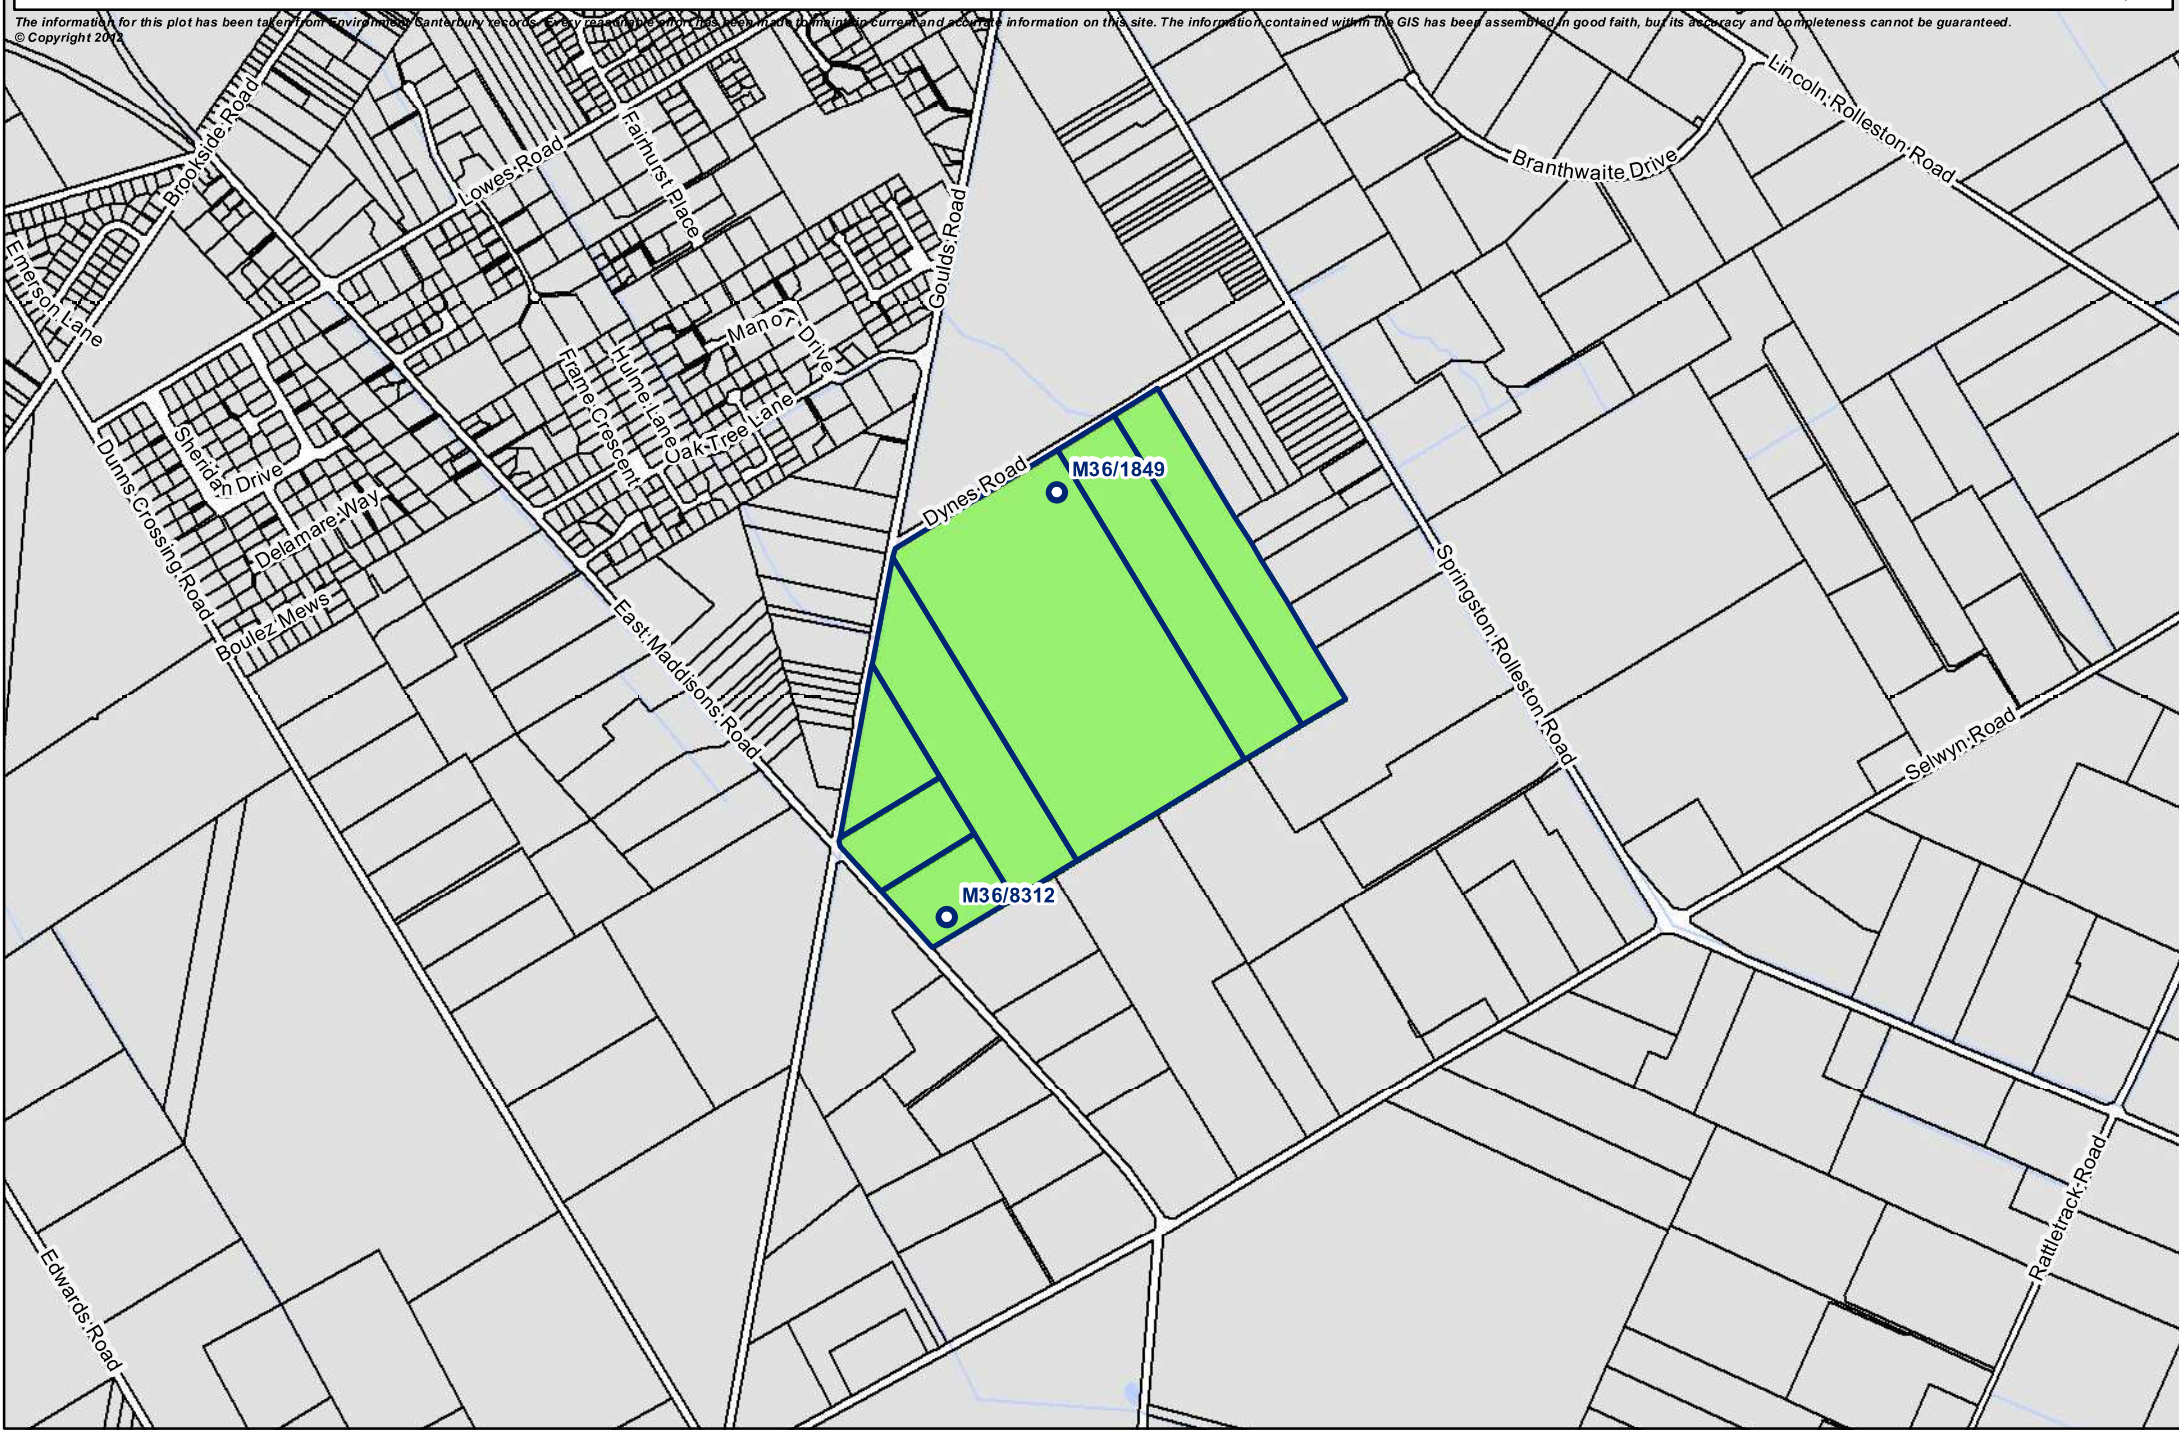 The information for this plot has been taken from Environment Canterbury records. Every reasonable effort has been made to maintain current and accurate information on this site. The information contained within the GIS has been assembled in good faith, but its accuracy and completeness cannot be guaranteed.
© Copyright 2012
Brookside Road
Lowes Road
Fairhurst Place
Goulds Road
Lincoln Rolleston Road
Branthwaite Drive
Emerson Lane
Manor Drive
Hulme Lane
Frame Crescent
Oak Tree Lane
Sheridan Drive
Dunns Crossing Road
Delamare Way
Boulez Mews
Dynes Road
M36/1849
East Maddisons Road
Springston Rolleston Road
Selwyn Road
M36/8312
Rattletrack Road
Edwards Road